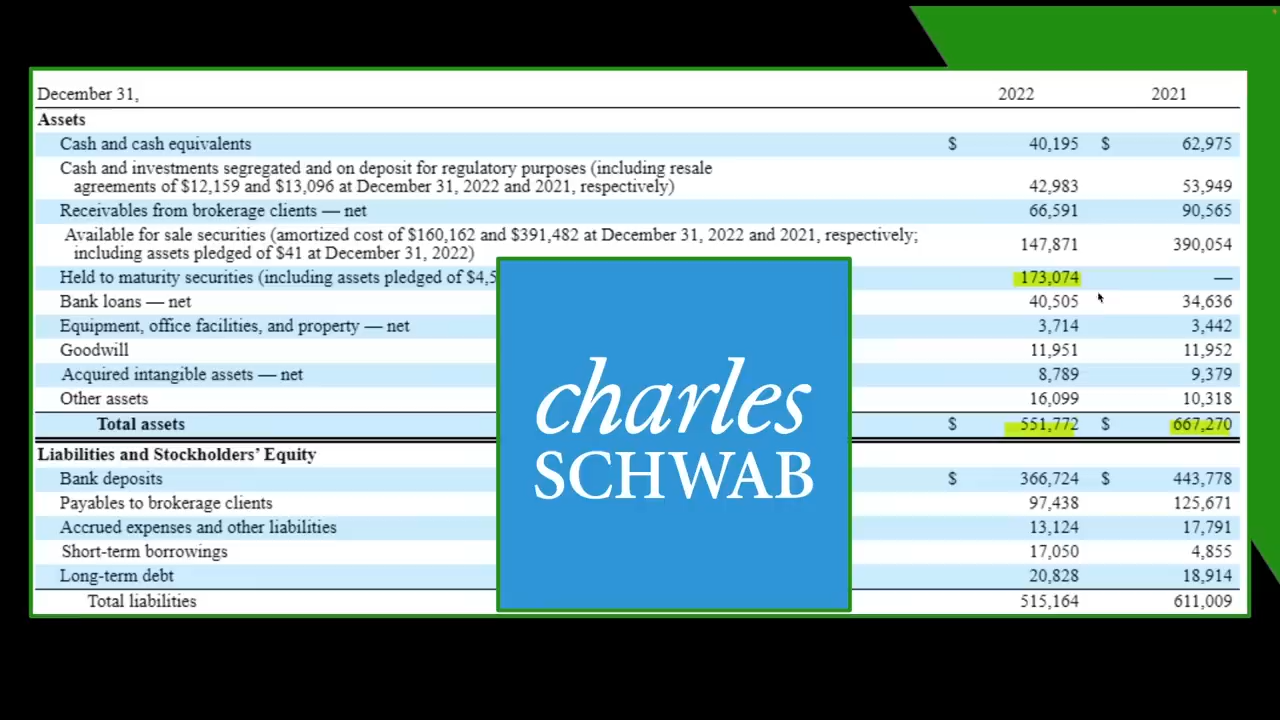 December 31, 2022 2021
Assets
Cash and cash equivalents $ 40,195 $ 62,975
Cash and investments segregated and on deposit for regulatory purposes (including resale
agreements of $12,159 and $13,096 at December 31, 2022 and 2021, respectively) 42,983 53,949
Receivables from brokerage clients — net 66,591 90,565
Available for sale securities (amortized cost of $160,162 and $391,482 at December 31, 2022 and 2021, respectively;
including assets pledged of $41 at December 31, 2022) 147,871 390,054
Held to maturity securities (including assets pledged of $4,5 173,074 —
Bank loans — net 40,505 34,636
Equipment, office facilities, and property — net 3,714 3,442
Goodwill 11,951 11,952
Acquired intangible assets — net 8,789 9,379
Other assets 16,099 10,318
Total assets $ 551,772 $ 667,270
Liabilities and Stockholders’ Equity
Bank deposits $ 366,724 $ 443,778
Payables to brokerage clients 97,438 125,671
Accrued expenses and other liabilities 13,124 17,791
Short-term borrowings 17,050 4,855
Long-term debt 20,828 18,914
Total liabilities 515,164 611,009
charles
SCHWAB